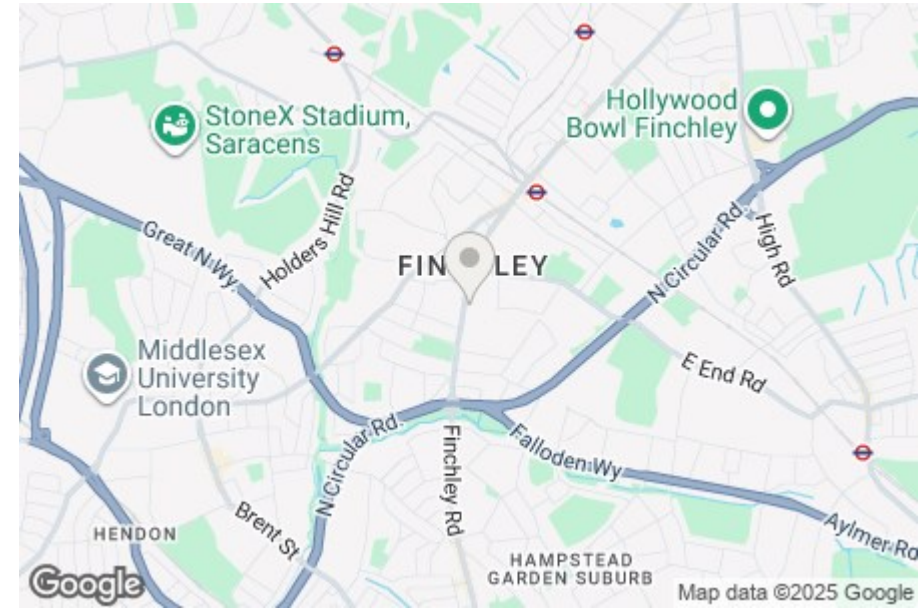 StoneX Stadium,
Saracens
Hollywood
Bowl Finchley
Holders Hill Rd
Great N Wy.
N Circular Rd.
High Rd
Middlesex
University
London
E End Rd
N Circular Rd.
Finchley Rd
Falloden Wy
Aylmer Rd
HENDON
Brent St
HAMPSTEAD
GARDEN SUBURB
Google
Map data ©2025 Google